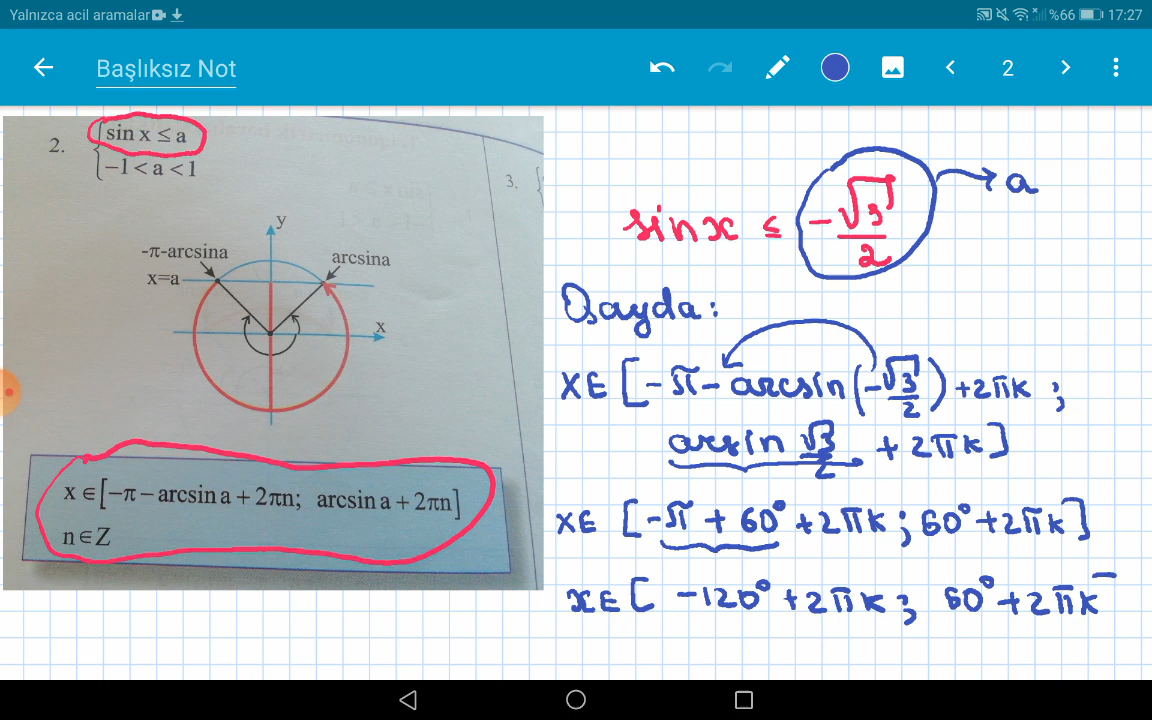 Yalnızca acil aramalar %66 17:27
Başlıksız Not 2
2. { sin x ≤ a
−1 < a < 1
3.
y
-π-arcsina arcsina
x=a
x
x ∈ [−π − arcsin a + 2πn; arcsin a + 2πn]
n ∈ Z
sinx ≤ -√3/2 → a
Qayda:
x∈ [-π-arcsin(-√3/2)+2πk ;
arcsin √3/2 + 2πk]
x∈ [-π + 60° +2πk ; 60°+2πk]
x∈[ -120° +2πk ; 60°+2πk